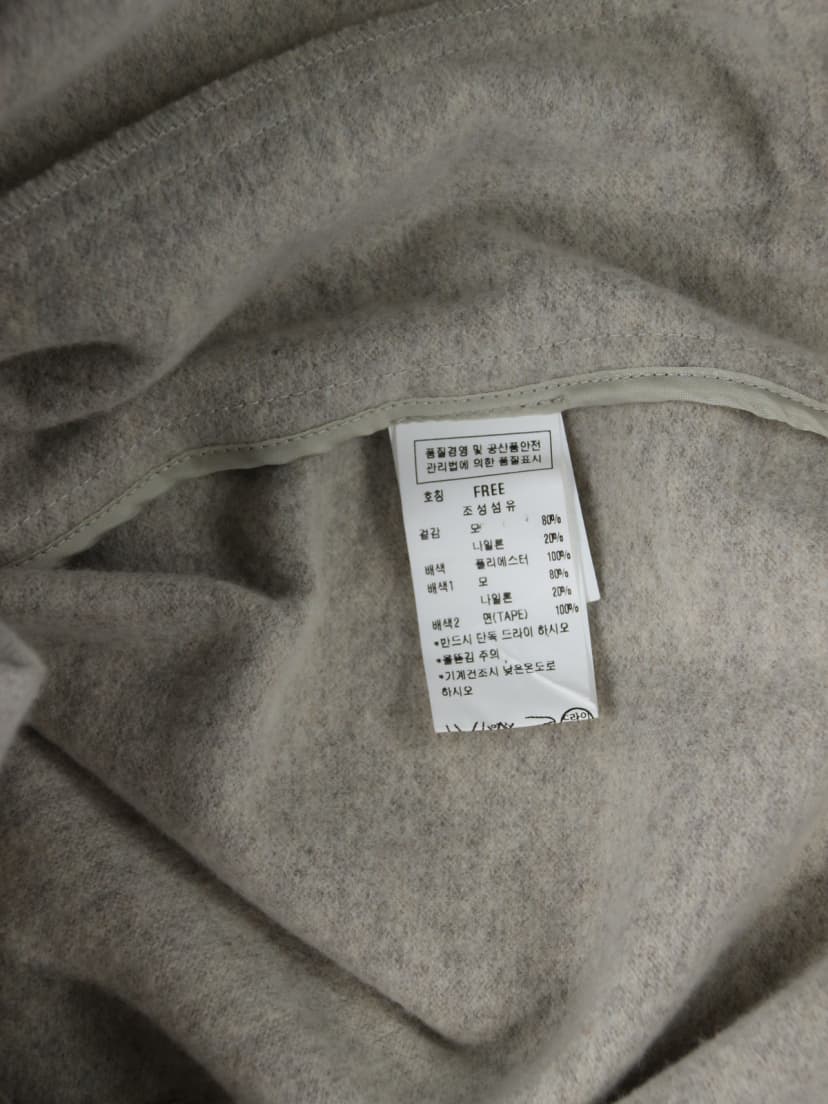 품질경영 및 공산품안전
관리법에 의한 품질표시
호칭 FREE
조성섬유
겉감 모 80%
나일론 20%
배색 폴리에스터 100%
배색1 모 80%
나일론 20%
배색2 면(TAPE) 100%
*반드시 단독 드라이 하시오
*올뜯김 주의
*기계건조시 낮은온도로
하시오
드라이